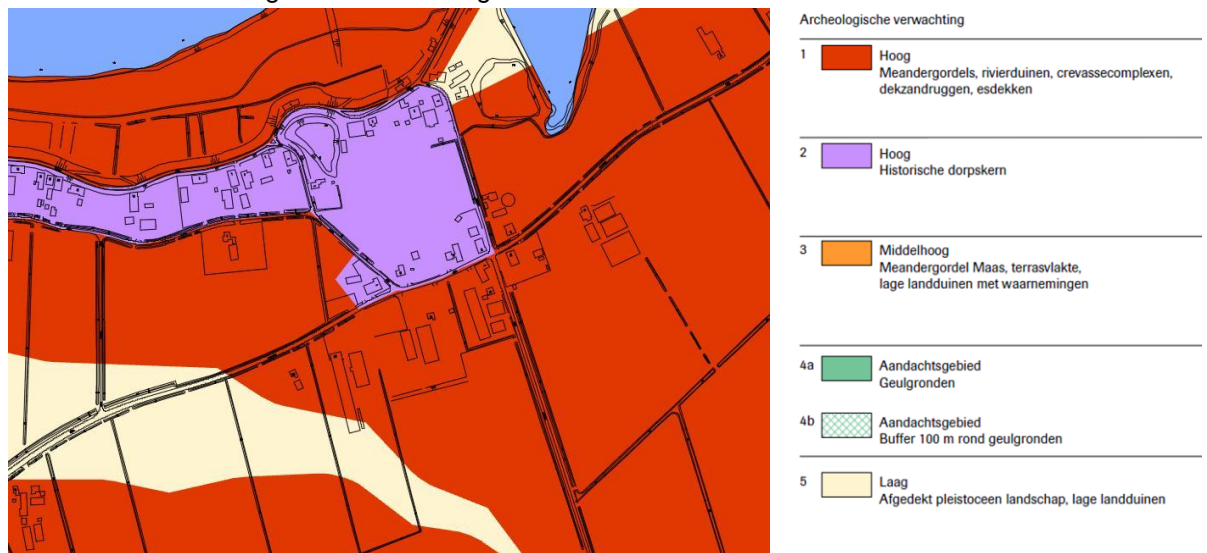 Archeologische verwachting
1 Hoog
Meandergordels, rivierduinen, crevassecomplexen,
dekzandruggen, esdekken
2 Hoog
Historische dorpskern
3 Middelhoog
Meandergordel Maas, terrasvlakte,
lage landduinen met waarnemingen
4a Aandachtsgebied
Geulgronden
4b Aandachtsgebied
Buffer 100 m rond geulgronden
5 Laag
Afgedekt pleistoceen landschap, lage landduinen